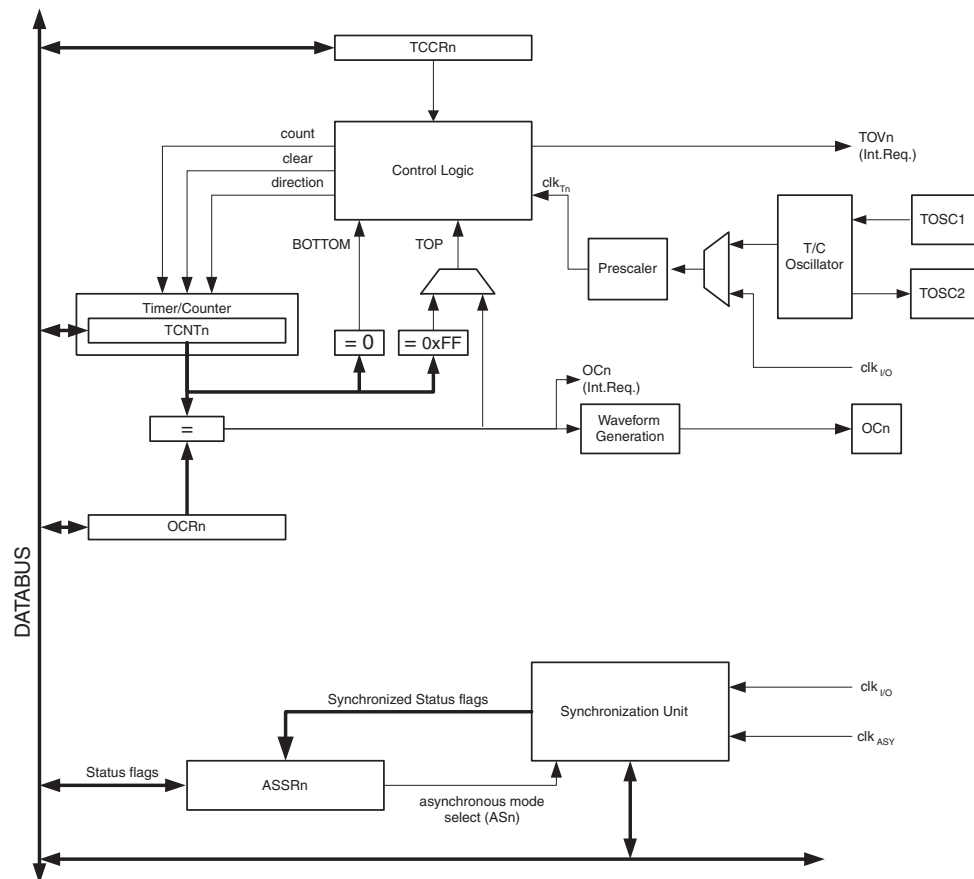 TCCRn
count
clear
direction
Control Logic
TOVn
(Int.Req.)
clkTn
BOTTOM
TOP
Prescaler
T/C
Oscillator
TOSC1
TOSC2
Timer/Counter
TCNTn
= 0
= 0xFF
OCn
(Int.Req.)
clkI/O
=
Waveform
Generation
OCn
OCRn
DATABUS
Synchronized Status flags
Synchronization Unit
clkI/O
clkASY
Status flags
ASSRn
asynchronous mode
select (ASn)